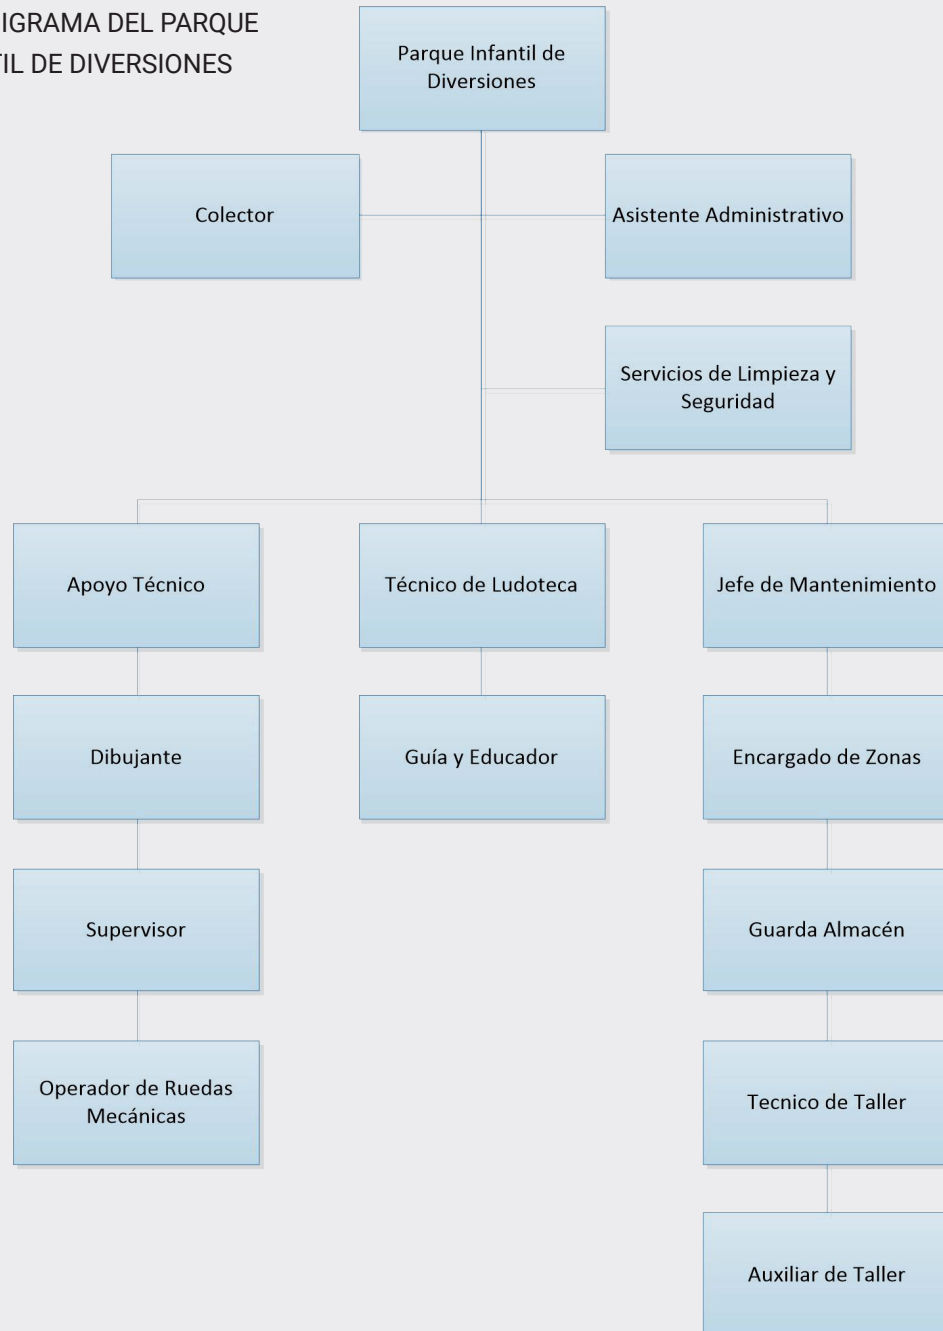 IGRAMA DEL PARQUE
TIL DE DIVERSIONES
Parque Infantil de
Diversiones
Colector
Asistente Administrativo
Servicios de Limpieza y
Seguridad
Apoyo Técnico
Técnico de Ludoteca
Jefe de Mantenimiento
Dibujante
Guía y Educador
Encargado de Zonas
Supervisor
Guarda Almacén
Operador de Ruedas
Mecánicas
Tecnico de Taller
Auxiliar de Taller